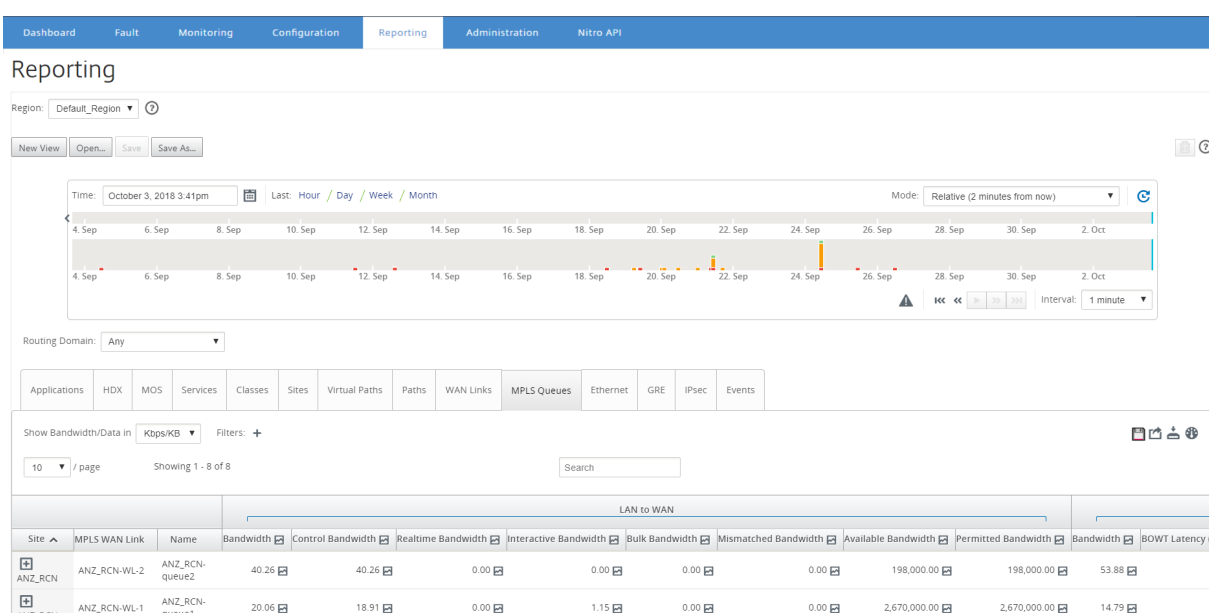 Dashboard Fault Monitoring Configuration Reporting Administration Nitro API
Reporting
Region: Default_Region
New View Open... Save Save As...
Time: October 3, 2018 3:41pm Last: Hour / Day / Week / Month Mode: Relative (2 minutes from now)
4. Sep 6. Sep 8. Sep 10. Sep 12. Sep 14. Sep 16. Sep 18. Sep 20. Sep 22. Sep 24. Sep 26. Sep 28. Sep 30. Sep 2. Oct
4. Sep 6. Sep 8. Sep 10. Sep 12. Sep 14. Sep 16. Sep 18. Sep 20. Sep 22. Sep 24. Sep 26. Sep 28. Sep 30. Sep 2. Oct
Interval: 1 minute
Routing Domain: Any
Applications HDX MOS Services Classes Sites Virtual Paths Paths WAN Links MPLS Queues Ethernet GRE IPsec Events
Show Bandwidth/Data in Kbps/KB Filters: +
10 / page Showing 1 - 8 of 8 Search
LAN to WAN
Site MPLS WAN Link Name Bandwidth Control Bandwidth Realtime Bandwidth Interactive Bandwidth Bulk Bandwidth Mismatched Bandwidth Available Bandwidth Permitted Bandwidth Bandwidth BOWT Latency
ANZ_RCN ANZ_RCN-WL-2 ANZ_RCN-queue2 40.26 40.26 0.00 0.00 0.00 0.00 198,000.00 198,000.00 53.88
ANZ_RCN-WL-1 ANZ_RCN- 20.06 18.91 0.00 1.15 0.00 0.00 2,670,000.00 2,670,000.00 14.79